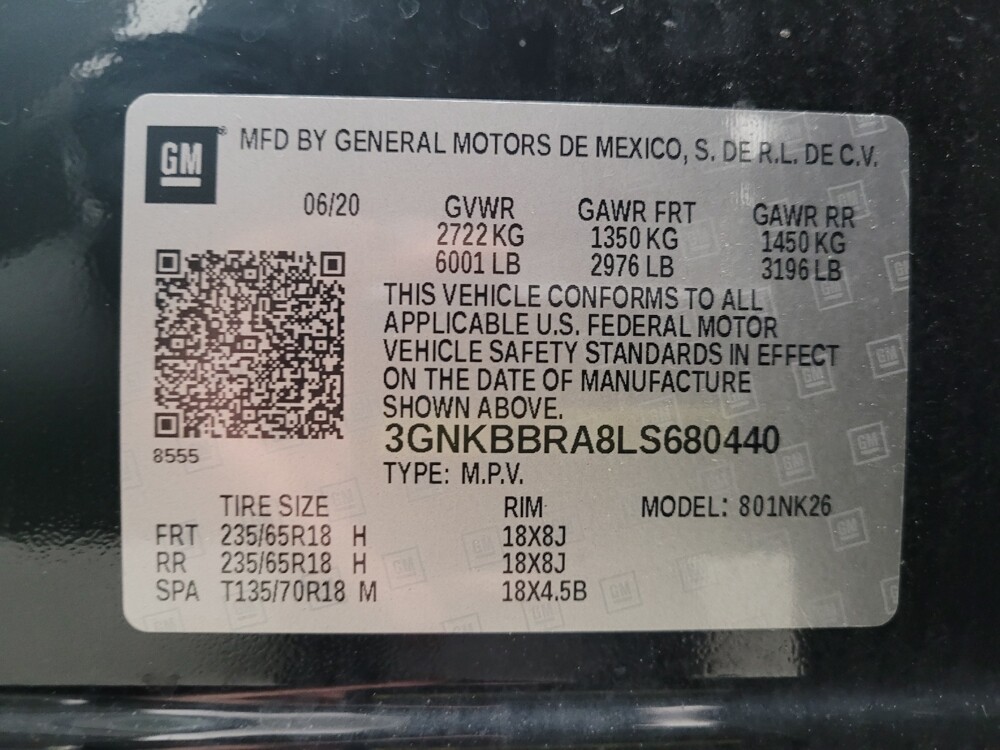 GM® MFD BY GENERAL MOTORS DE MEXICO, S. DE R.L. DE C.V.
06/20 GVWR GAWR FRT GAWR RR
2722 KG 1350 KG 1450 KG
6001 LB 2976 LB 3196 LB
THIS VEHICLE CONFORMS TO ALL
APPLICABLE U.S. FEDERAL MOTOR
VEHICLE SAFETY STANDARDS IN EFFECT
ON THE DATE OF MANUFACTURE
SHOWN ABOVE.
3GNKBBRA8LS680440
8555
TYPE: M.P.V.
TIRE SIZE RIM MODEL: 801NK26
FRT 235/65R18 H 18X8J
RR 235/65R18 H 18X8J
SPA T135/70R18 M 18X4.5B